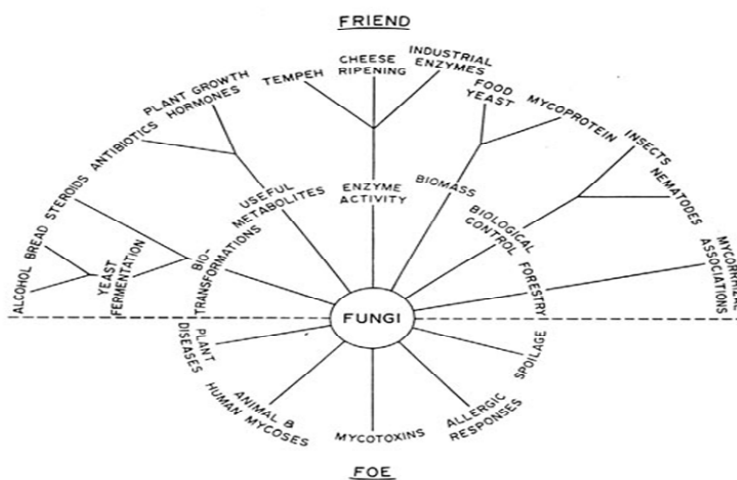 FRIEND
INDUSTRIAL
ENZYMES
CHEESE
RIPENING
TEMPEH
FOOD
YEAST
PLANT GROWTH
HORMONES
MYCOPROTEIN
ANTIBIOTICS
INSECTS
STEROIDS
NEMATODES
USEFUL
METABOLITES
ENZYME
ACTIVITY
BIOMASS
BREAD
BIOLOGICAL
CONTROL
ALCOHOL
YEAST
FERMENTATION
BIO-
TRANSFORMATIONS
FORESTRY
MYCORRHIZAL
ASSOCIATIONS
FUNGI
PLANT
DISEASES
SPOILAGE
ANIMAL &
HUMAN MYCOSES
MYCOTOXINS
ALLERGIC
RESPONSES
FOE